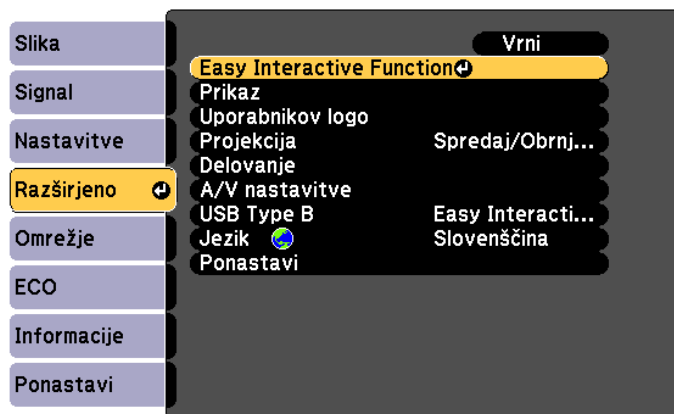 Slika
Signal
Nastavitve
Razširjeno
Omrežje
ECO
Informacije
Ponastavi
Vrni
Easy Interactive Function
Prikaz
Uporabnikov logo
Projekcija Spredaj/Obrnj...
Delovanje
A/V nastavitve
USB Type B Easy Interacti...
Jezik Slovenščina
Ponastavi